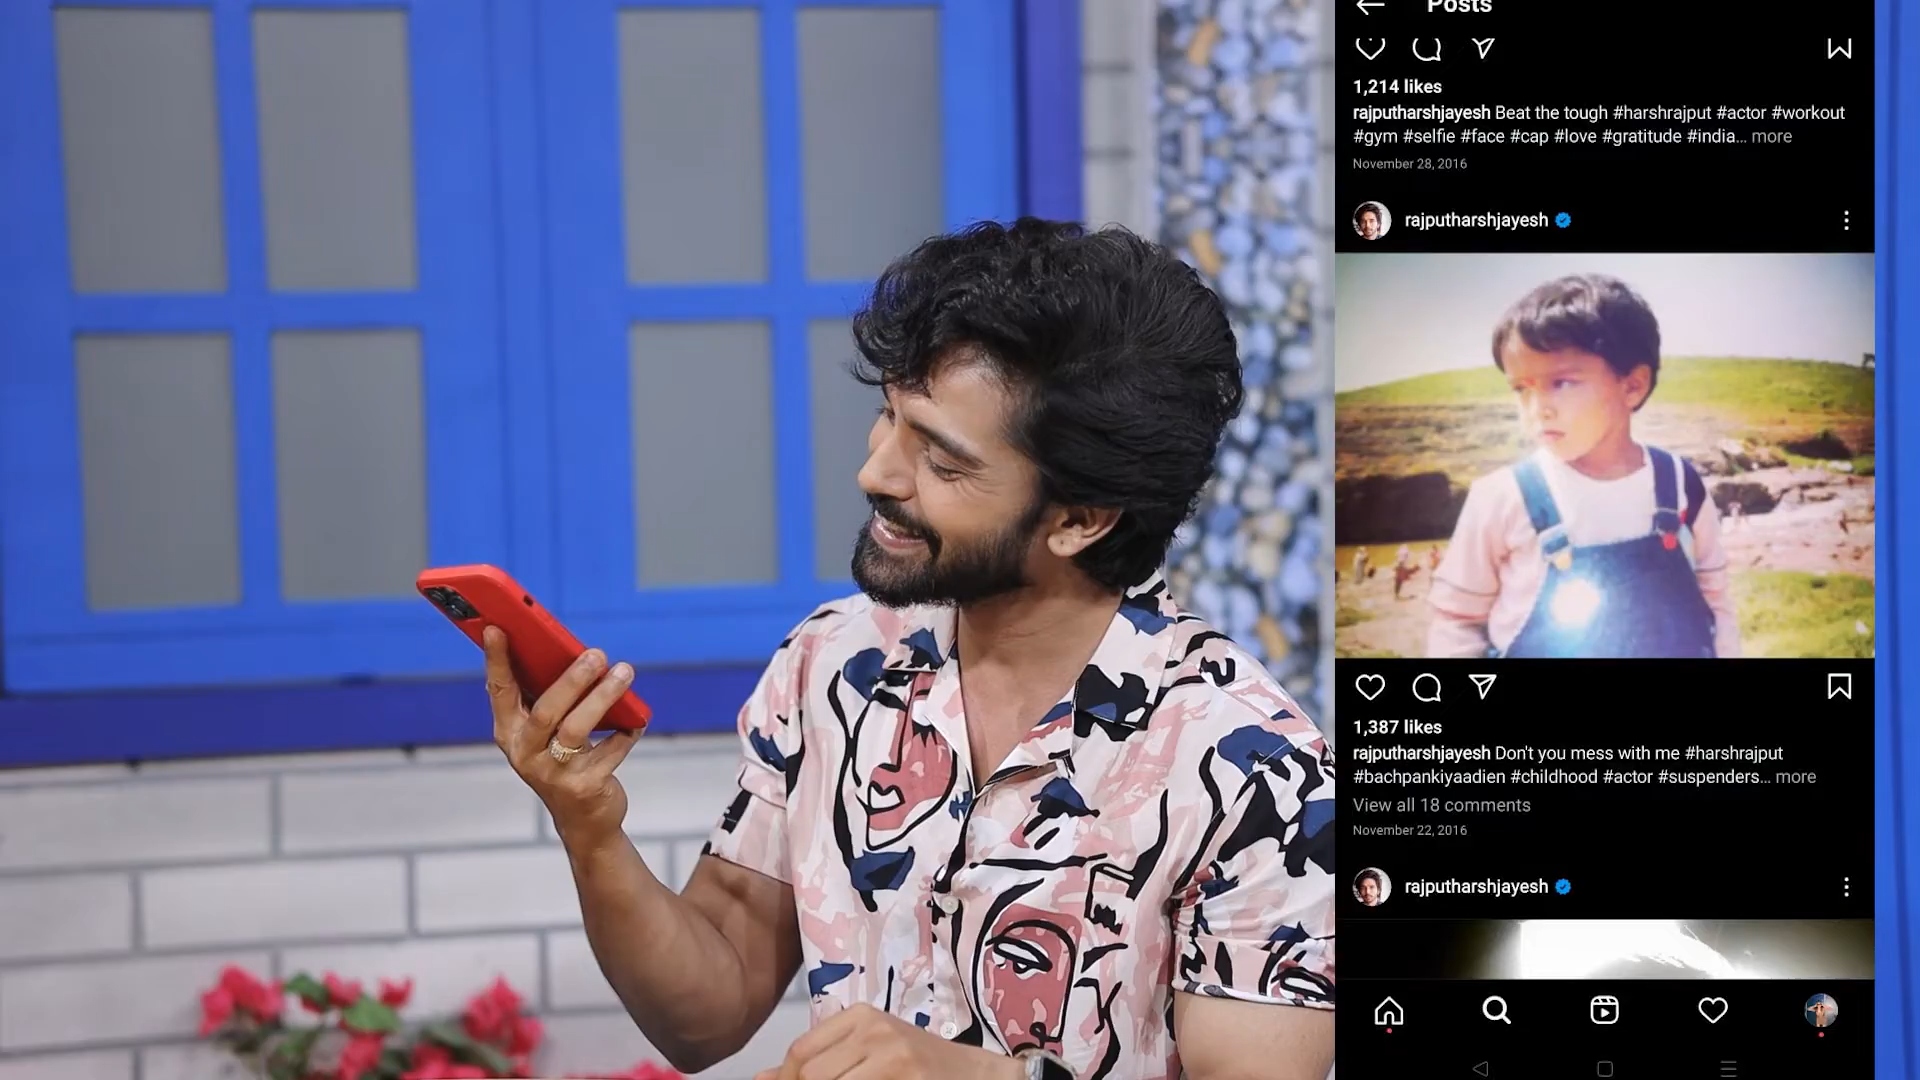 Posts
1,214 likes
rajputharshjayesh Beat the tough #harshrajput #actor #workout
#gym #selfie #face #cap #love #gratitude #india... more
November 28, 2016
rajputharshjayesh
1,387 likes
rajputharshjayesh Don't you mess with me #harshrajput
#bachpankiyaadien #childhood #actor #suspenders... more
View all 18 comments
November 22, 2016
rajputharshjayesh